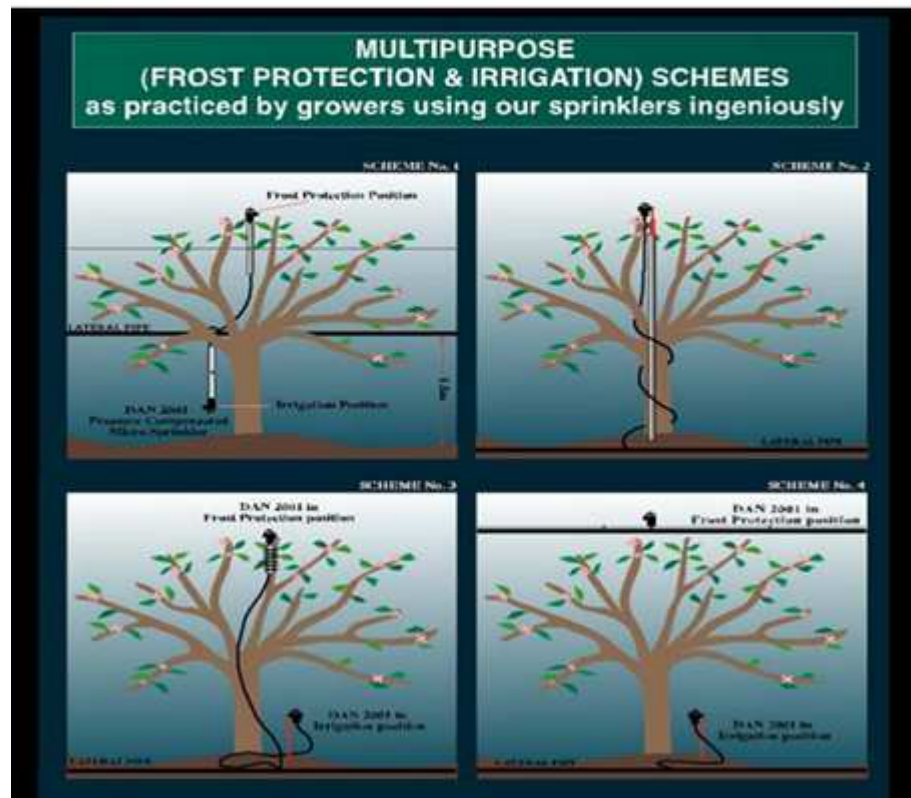 MULTIPURPOSE
(FROST PROTECTION & IRRIGATION) SCHEMES
as practiced by growers using our sprinklers ingeniously
SCHEME No. 1
Frost Protection Position
LATERAL PIPE
DAN 2001
Pressure Compensated
Micro-Sprinkler
Irrigation Position
SCHEME No. 2
LATERAL PIPE
SCHEME No. 3
DAN 2001 in
Frost Protection position
DAN 2001 in
Irrigation position
LATERAL PIPE
SCHEME No. 4
DAN 2001 in
Frost Protection position
DAN 2001 in
Irrigation position
LATERAL PIPE